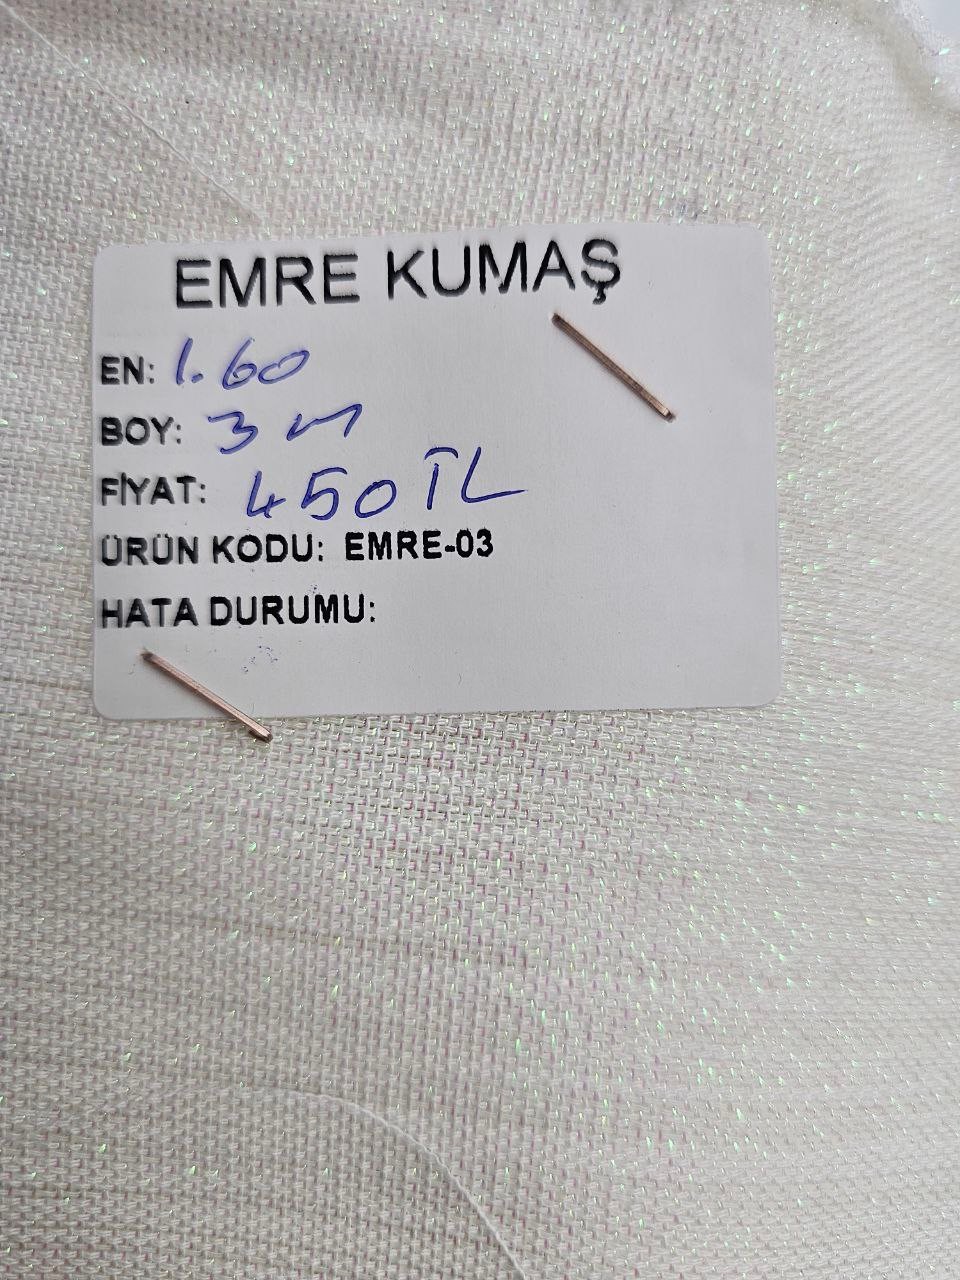 EMRE KUMAŞ
EN: 1.60
BOY: 3 m
FİYAT: 450 TL
ÜRÜN KODU: EMRE-03
HATA DURUMU: